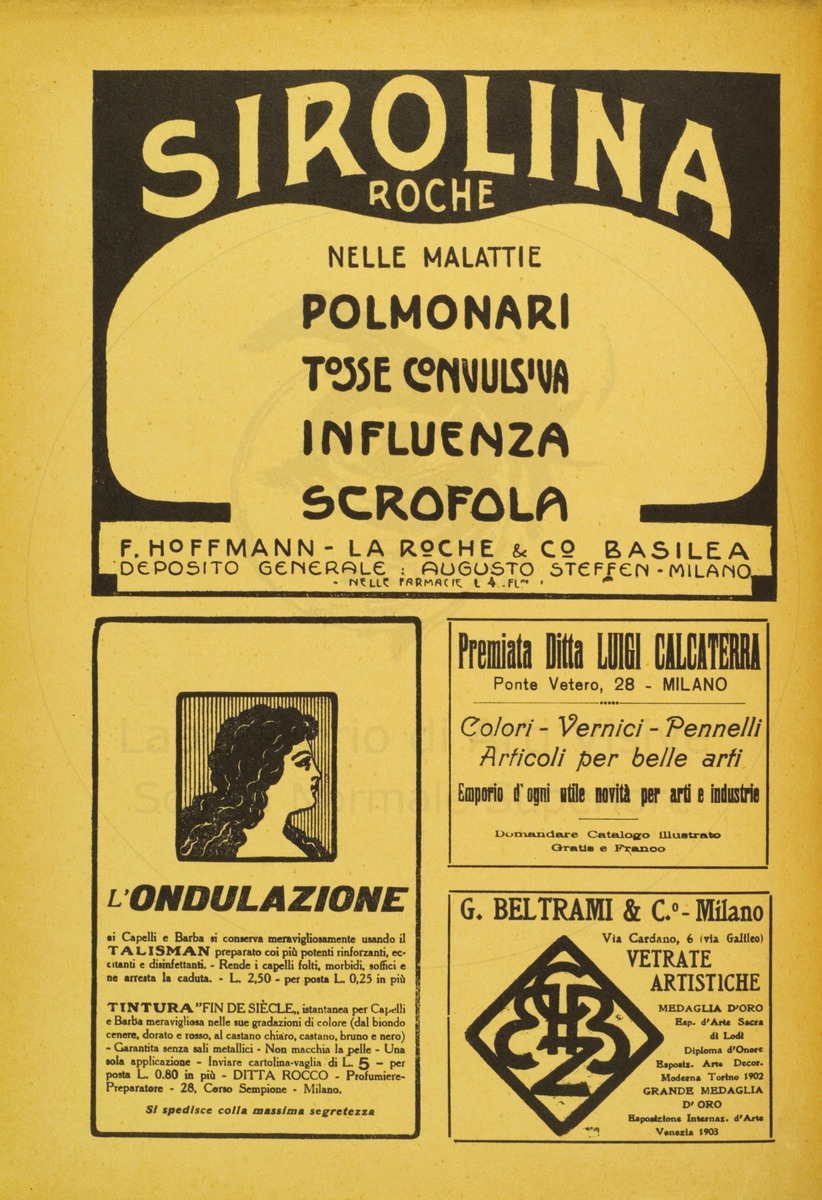 SIROLINA
ROCHE
NELLE MALATTIE
POLMONARI
TOSSE CONVULSIVA
INFLUENZA
SCROFOLA
F. HOFFMANN - LA ROCHE & CO BASILEA
DEPOSITO GENERALE : AUGUSTO STEFFEN - MILANO
- NELLE FARMACIE L 4
L'ONDULAZIONE
ai Capelli e Barba si conserva meravigliosamente usando il
TALISMAN preparato coi più potenti rinforzanti, ec-
citanti e disinfettanti. - Rende i capelli folti, morbidi, soffici e
ne arresta la caduta. - L. 2,50 - per posta L. 0,25 in più
TINTURA "FIN DE SIÈCLE„, istantanea per Capelli
e Barba meravigliosa nelle sue gradazioni di colore (dal biondo
cenere, dorato e rosso, al castano chiaro, castano, bruno e nero)
- Garantita senza sali metallici - Non macchia la pelle - Una
sola applicazione - Inviare cartolina-vaglia di L. 5 - per
posta L. 0.80 in più - DITTA ROCCO - Profumiere-
Preparatore - 28, Corso Sempione - Milano.
Si spedisce colla massima segretezza
Premiata Ditta LUIGI CALCATERRA
Ponte Vetero, 28 - MILANO
Colori - Vernici - Pennelli
Articoli per belle arti
Emporio d'ogni utile novità per arti e industrie
Domandare Catalogo illustrato
Gratis e Franco
G. BELTRAMI & C.º - Milano
Via Cardano, 6 (via Galileo)
VETRATE
ARTISTICHE
MEDAGLIA D'ORO
Esp. d'Arte Sacra
di Lodi
Diploma d'Onore
Esposiz. Arte Decor.
Moderna Torino 1902
GRANDE MEDAGLIA
D'ORO
Esposizione Internaz. d'Arte
Venezia 1903